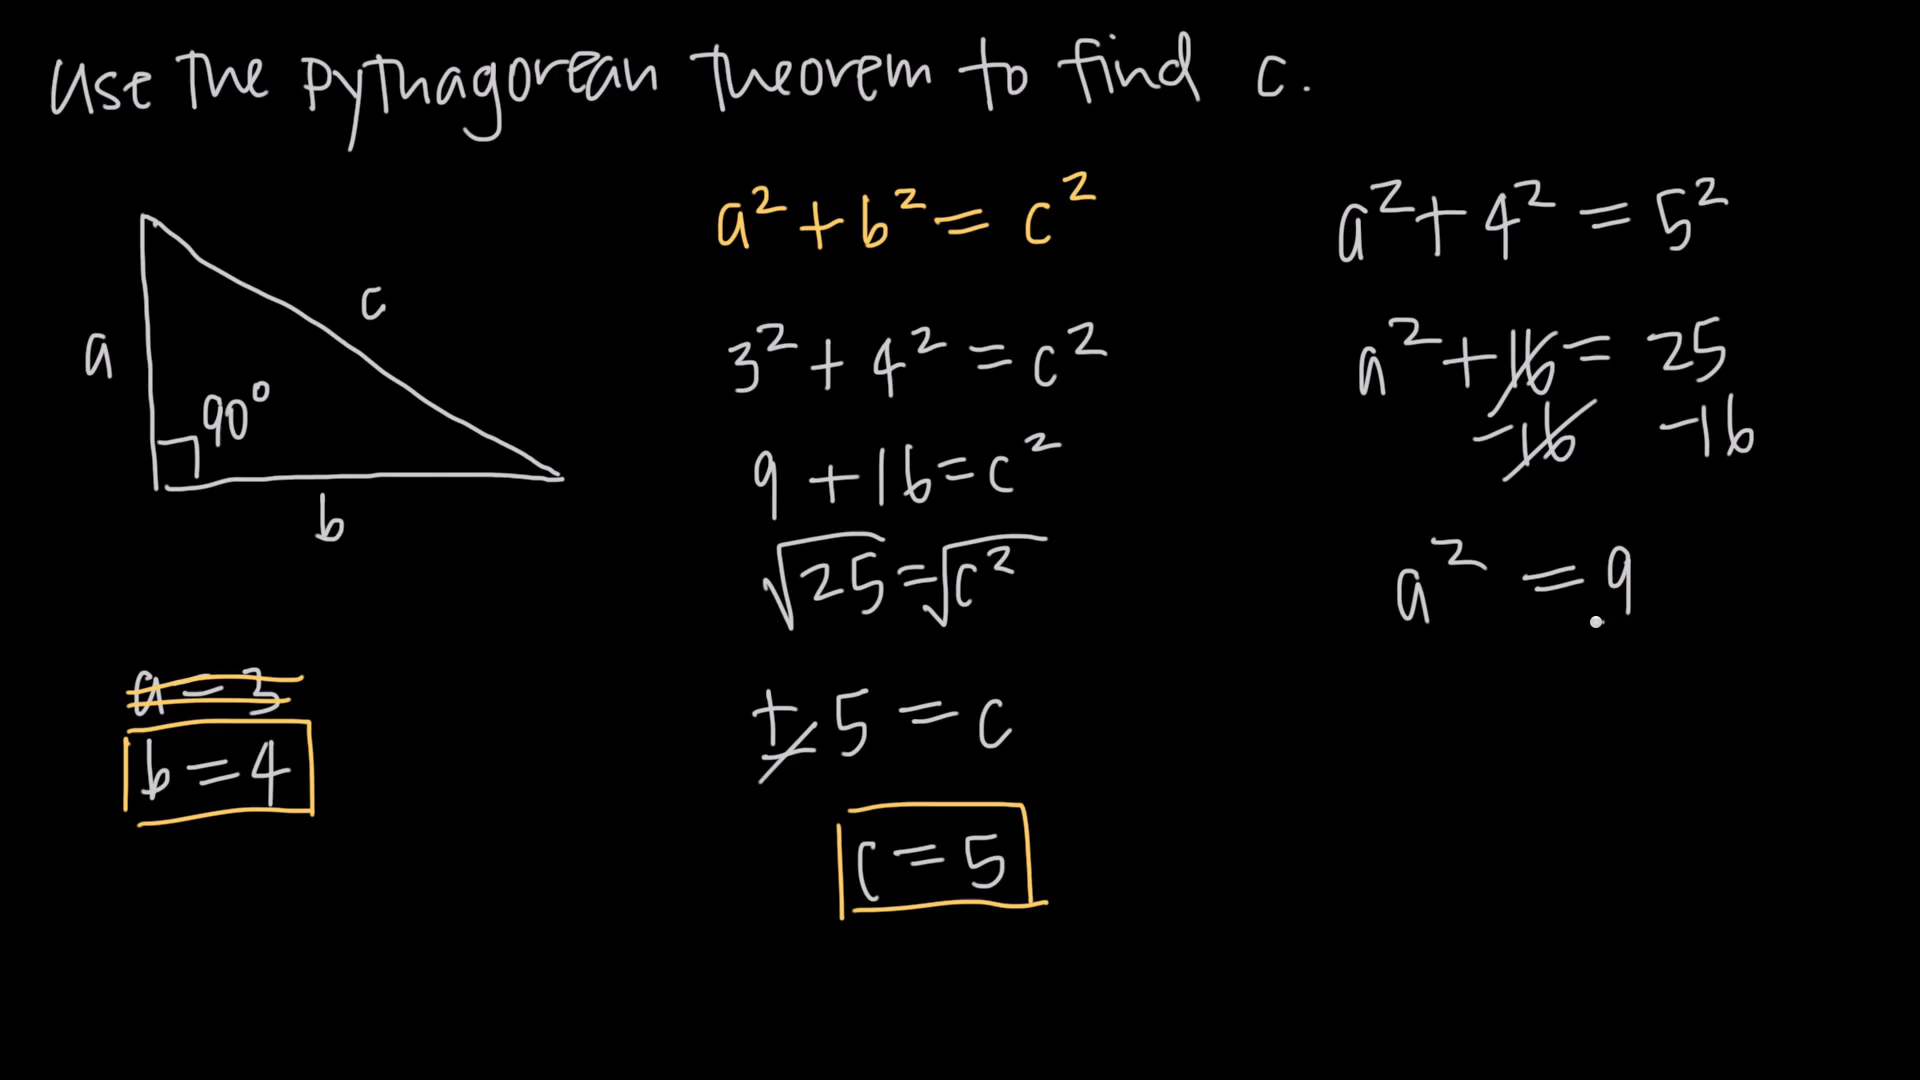 Use the Pythagorean theorem to find c.
a
c
90°
b
a = 3
b = 4
a² + b² = c²
3² + 4² = c²
9 + 16 = c²
√25 = √c²
± 5 = c
c = 5
a² + 4² = 5²
a² + 16 = 25
-16 -16
a² = 9